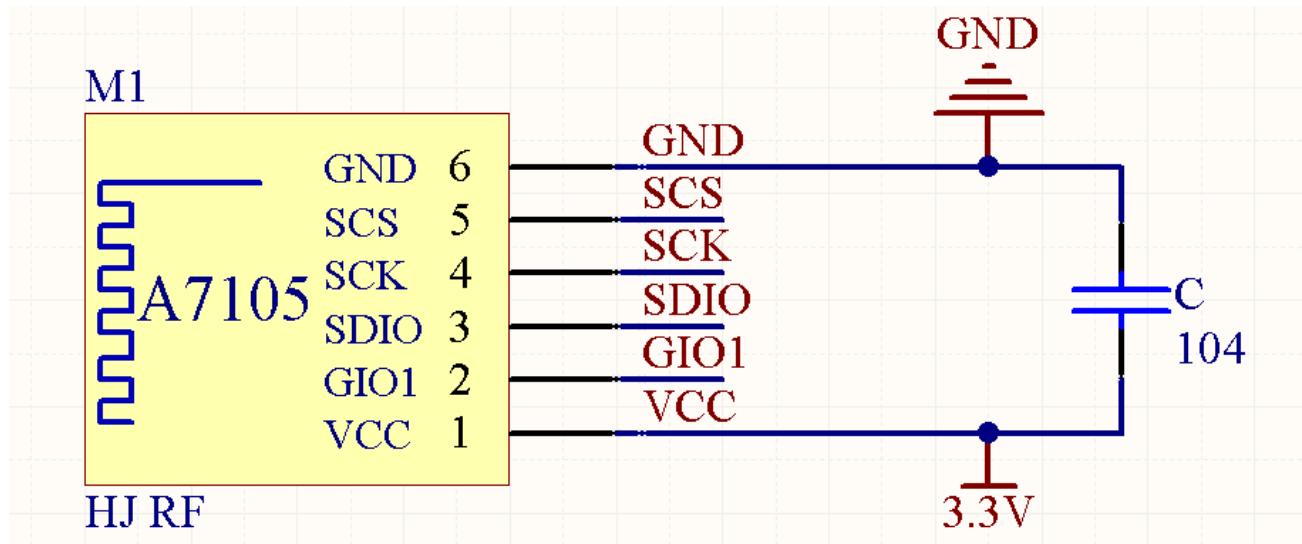 GND
M1
GND 6 GND
SCS 5 SCS
SCK 4 SCK
A7105
SDIO 3 SDIO
GIO1 2 GIO1
VCC 1 VCC
C
104
HJ RF
3.3V